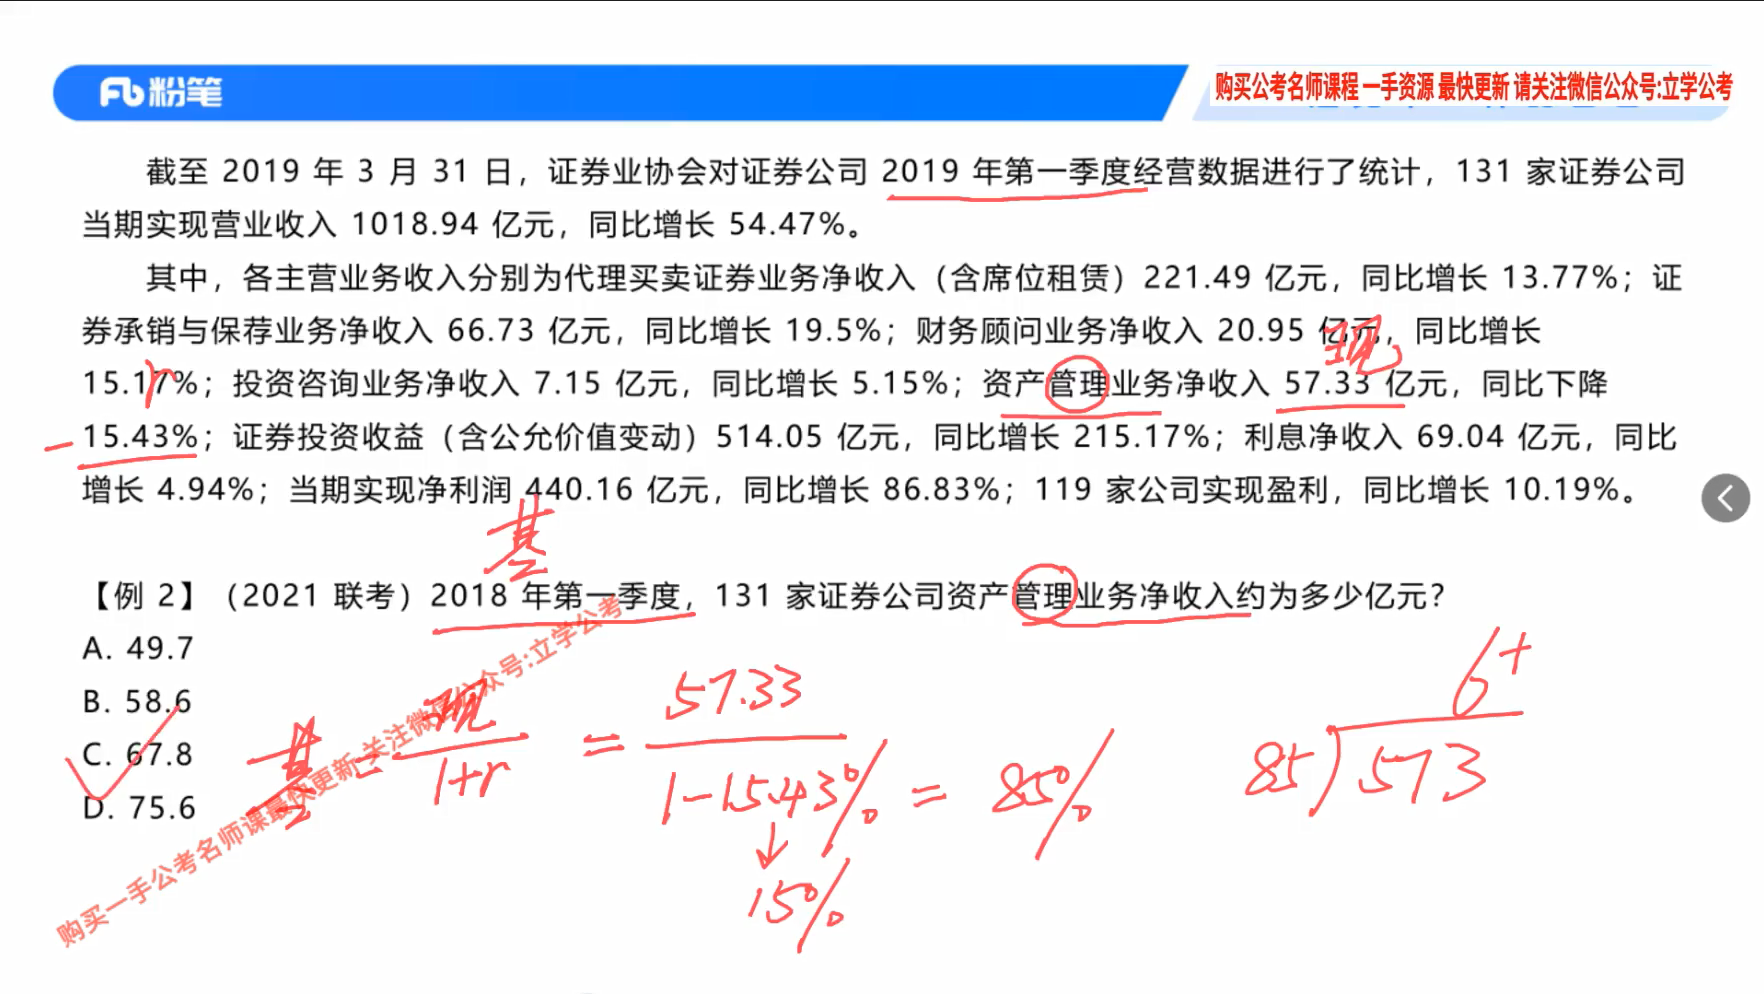 粉笔
购买公考名师课程 一手资源 最快更新 请关注微信公众号:立学公考
截至 2019 年 3 月 31 日，证券业协会对证券公司 2019 年第一季度经营数据进行了统计，131 家证券公司
当期实现营业收入 1018.94 亿元，同比增长 54.47%。
其中，各主营业务收入分别为代理买卖证券业务净收入（含席位租赁）221.49 亿元，同比增长 13.77%；证
券承销与保荐业务净收入 66.73 亿元，同比增长 19.5%；财务顾问业务净收入 20.95 亿元，同比增长
现
15.17%；投资咨询业务净收入 7.15 亿元，同比增长 5.15%；资产管理业务净收入 57.33 亿元，同比下降
r
-
15.43%；证券投资收益（含公允价值变动）514.05 亿元，同比增长 215.17%；利息净收入 69.04 亿元，同比
增长 4.94%；当期实现净利润 440.16 亿元，同比增长 86.83%；119 家公司实现盈利，同比增长 10.19%。
基
【例 2】（2021 联考）2018 年第一季度，131 家证券公司资产管理业务净收入约为多少亿元？
A. 49.7
B. 58.6
C. 67.8
D. 75.6
基 = 现
1+r
= 57.33
1-15.43% = 85%
15%
6+
85)573
购买一手公考名师课最快更新 关注微信公众号:立学公考